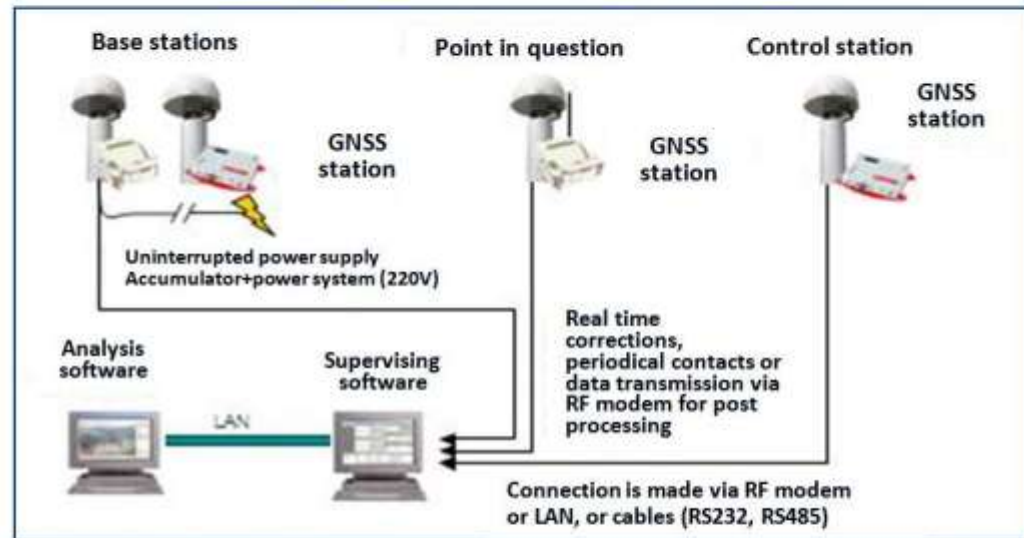 Base stations
Point in question
Control station
GNSS
station
GNSS
station
GNSS
station
Uninterrupted power supply
Accumulator+power system (220V)
Real time
corrections,
periodical contacts or
data transmission via
RF modem for post
processing
Analysis
software
Supervising
software
LAN
Connection is made via RF modem
or LAN, or cables (RS232, RS485)